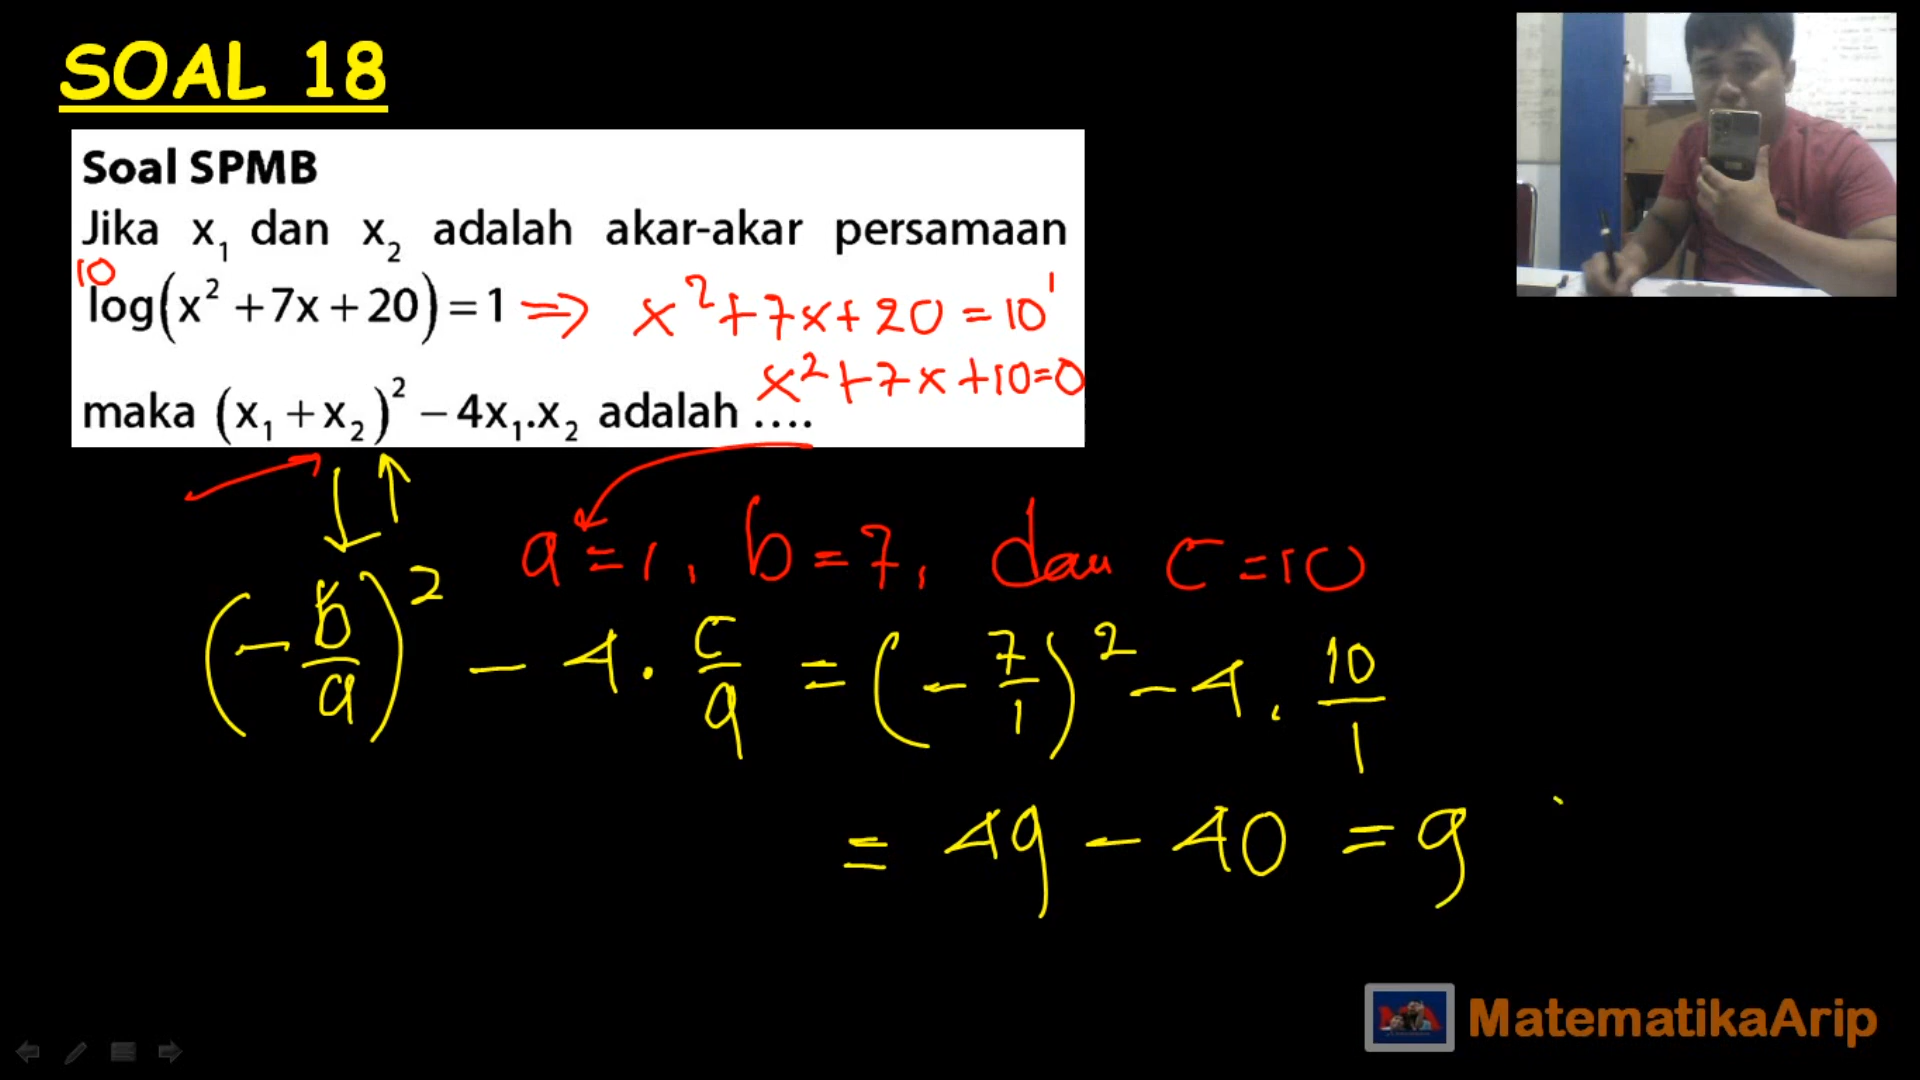 SOAL 18
Soal SPMB
Jika x₁ dan x₂ adalah akar-akar persamaan
¹⁰log(x² + 7x + 20) = 1 ⇒ x² + 7x + 20 = 10¹
x² + 7x + 10 = 0
maka (x₁ + x₂)² − 4x₁.x₂ adalah ....
a = 1, b = 7, dan c = 10
(− b/a)² − 4 . c/a = (− 7/1)² − 4 . 10/1
= 49 − 40 = 9
MatematikaArip